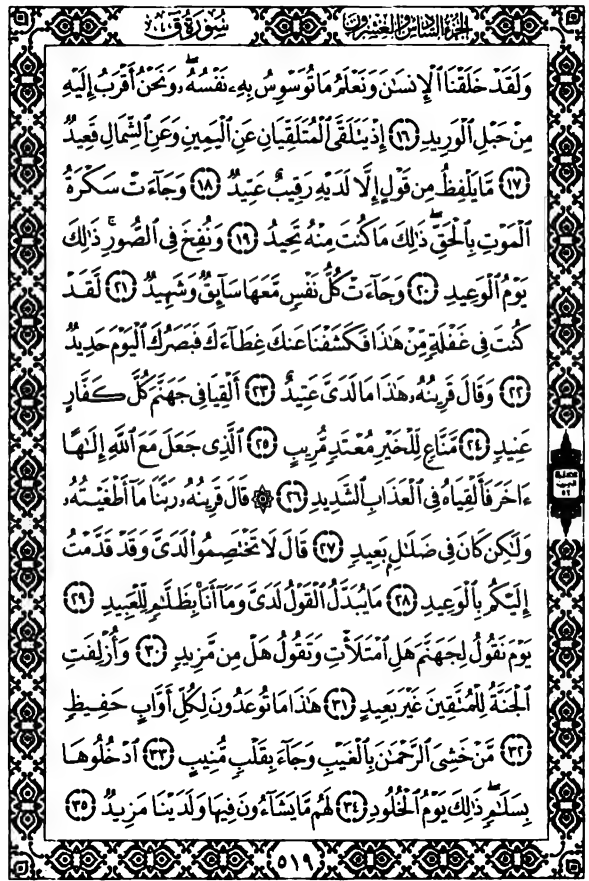 سُورَةُ قٓ الجزء السادس والعشرون
وَلَقَدْ خَلَقْنَا ٱلْإِنسَٰنَ وَنَعْلَمُ مَا تُوَسْوِسُ بِهِۦ نَفْسُهُۥۖ وَنَحْنُ أَقْرَبُ إِلَيْهِ
مِنْ حَبْلِ ٱلْوَرِيدِ ١٦ إِذْ يَتَلَقَّى ٱلْمُتَلَقِّيَانِ عَنِ ٱلْيَمِينِ وَعَنِ ٱلشِّمَالِ قَعِيدٌ
١٧ مَّا يَلْفِظُ مِن قَوْلٍ إِلَّا لَدَيْهِ رَقِيبٌ عَتِيدٌ ١٨ وَجَآءَتْ سَكْرَةُ
ٱلْمَوْتِ بِٱلْحَقِّۖ ذَٰلِكَ مَا كُنتَ مِنْهُ تَحِيدُ ١٩ وَنُفِخَ فِى ٱلصُّورِۚ ذَٰلِكَ
يَوْمُ ٱلْوَعِيدِ ٢٠ وَجَآءَتْ كُلُّ نَفْسٍ مَّعَهَا سَآئِقٌ وَشَهِيدٌ ٢١ لَّقَدْ
كُنتَ فِى غَفْلَةٍ مِّنْ هَٰذَا فَكَشَفْنَا عَنكَ غِطَآءَكَ فَبَصَرُكَ ٱلْيَوْمَ حَدِيدٌ
٢٢ وَقَالَ قَرِينُهُۥ هَٰذَا مَا لَدَىَّ عَتِيدٌ ٢٣ أَلْقِيَا فِى جَهَنَّمَ كُلَّ كَفَّارٍ
عَنِيدٍ ٢٤ مَّنَّاعٍ لِّلْخَيْرِ مُعْتَدٍ مُّرِيبٍ ٢٥ ٱلَّذِى جَعَلَ مَعَ ٱللَّهِ إِلَٰهًا
ءَاخَرَ فَأَلْقِيَاهُ فِى ٱلْعَذَابِ ٱلشَّدِيدِ ٢٦ ۞ قَالَ قَرِينُهُۥ رَبَّنَا مَآ أَطْغَيْتُهُۥ
وَلَٰكِن كَانَ فِى ضَلَٰلٍۭ بَعِيدٍ ٢٧ قَالَ لَا تَخْتَصِمُوا۟ لَدَىَّ وَقَدْ قَدَّمْتُ
إِلَيْكُم بِٱلْوَعِيدِ ٢٨ مَا يُبَدَّلُ ٱلْقَوْلُ لَدَىَّ وَمَآ أَنَا۠ بِظَلَّٰمٍ لِّلْعَبِيدِ ٢٩
يَوْمَ نَقُولُ لِجَهَنَّمَ هَلِ ٱمْتَلَأْتِ وَتَقُولُ هَلْ مِن مَّزِيدٍ ٣٠ وَأُزْلِفَتِ
ٱلْجَنَّةُ لِلْمُتَّقِينَ غَيْرَ بَعِيدٍ ٣١ هَٰذَا مَا تُوعَدُونَ لِكُلِّ أَوَّابٍ حَفِيظٍ
٣٢ مَّنْ خَشِىَ ٱلرَّحْمَٰنَ بِٱلْغَيْبِ وَجَآءَ بِقَلْبٍ مُّنِيبٍ ٣٣ ٱدْخُلُوهَا
بِسَلَٰمٍۖ ذَٰلِكَ يَوْمُ ٱلْخُلُودِ ٣٤ لَهُم مَّا يَشَآءُونَ فِيهَا وَلَدَيْنَا مَزِيدٌ ٣٥
٥١٩